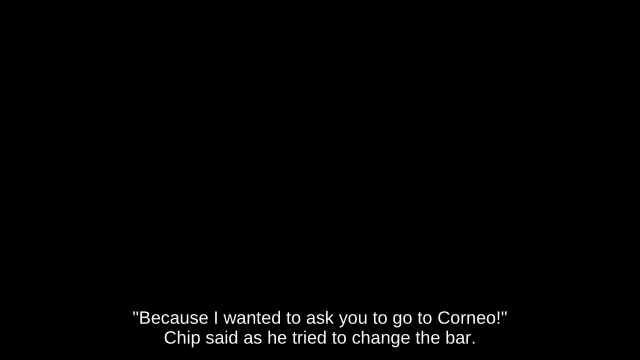 "Because I wanted to ask you to go to Corneo!"
Chip said as he tried to change the bar.